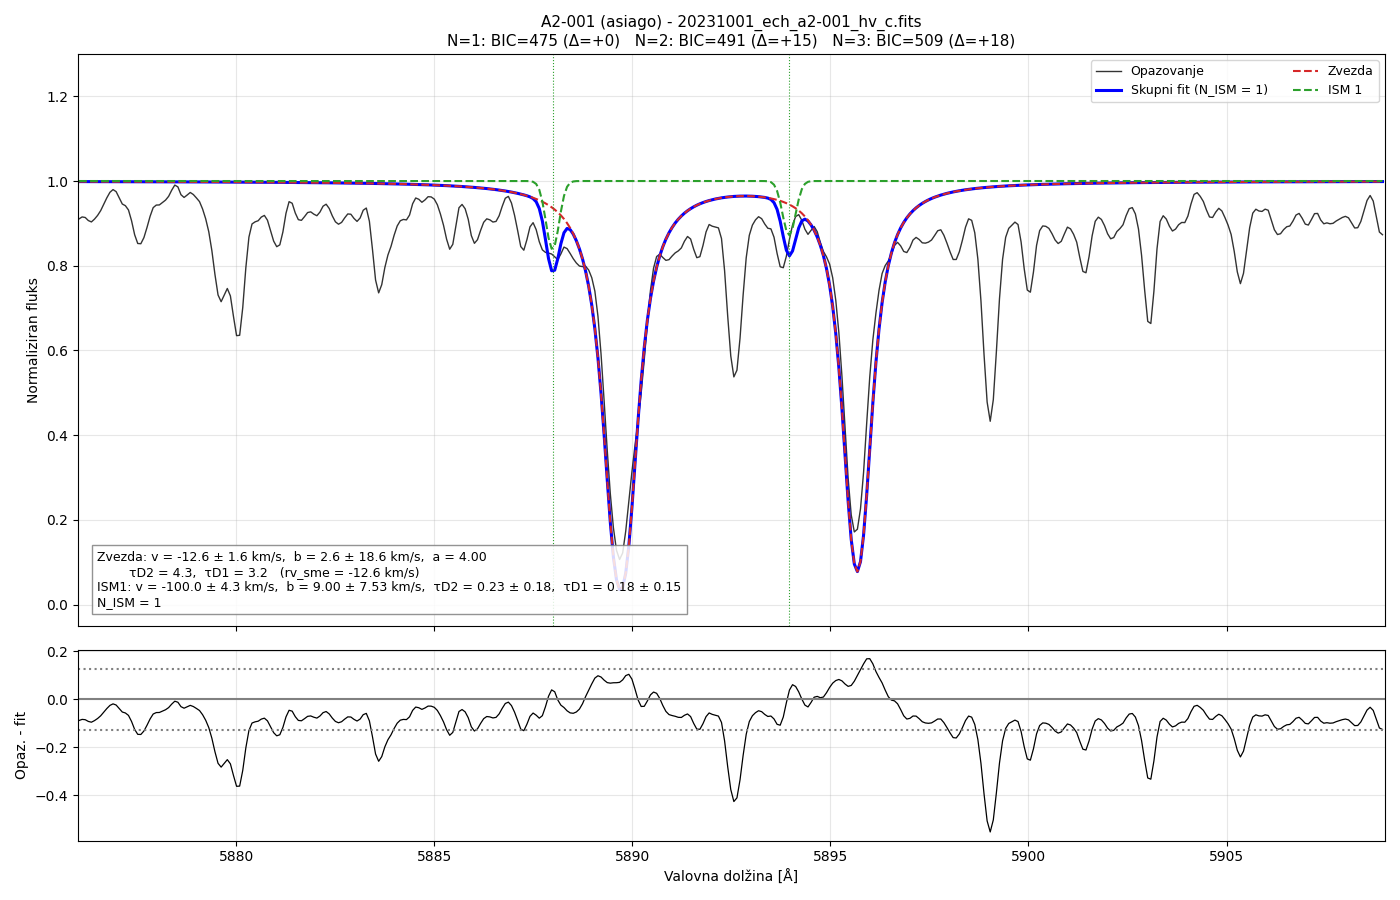 A2-001 (asiago) - 20231001_ech_a2-001_hv_c.fits
N=1: BIC=475 (Δ=+0)   N=2: BIC=491 (Δ=+15)   N=3: BIC=509 (Δ=+18)
Opazovanje
Skupni fit (N_ISM = 1)
Zvezda
ISM 1
Normaliziran fluks
1.2
1.0
0.8
0.6
0.4
0.2
0.0
Zvezda: v = -12.6 ± 1.6 km/s,  b = 2.6 ± 18.6 km/s,  a = 4.00
τD2 = 4.3,  τD1 = 3.2   (rv_sme = -12.6 km/s)
ISM1: v = -100.0 ± 4.3 km/s,  b = 9.00 ± 7.53 km/s,  τD2 = 0.23 ± 0.18,  τD1 = 0.18 ± 0.15
N_ISM = 1
Opaz. - fit
0.2
0.0
−0.2
−0.4
5880
5885
5890
5895
5900
5905
Valovna dolžina [Å]